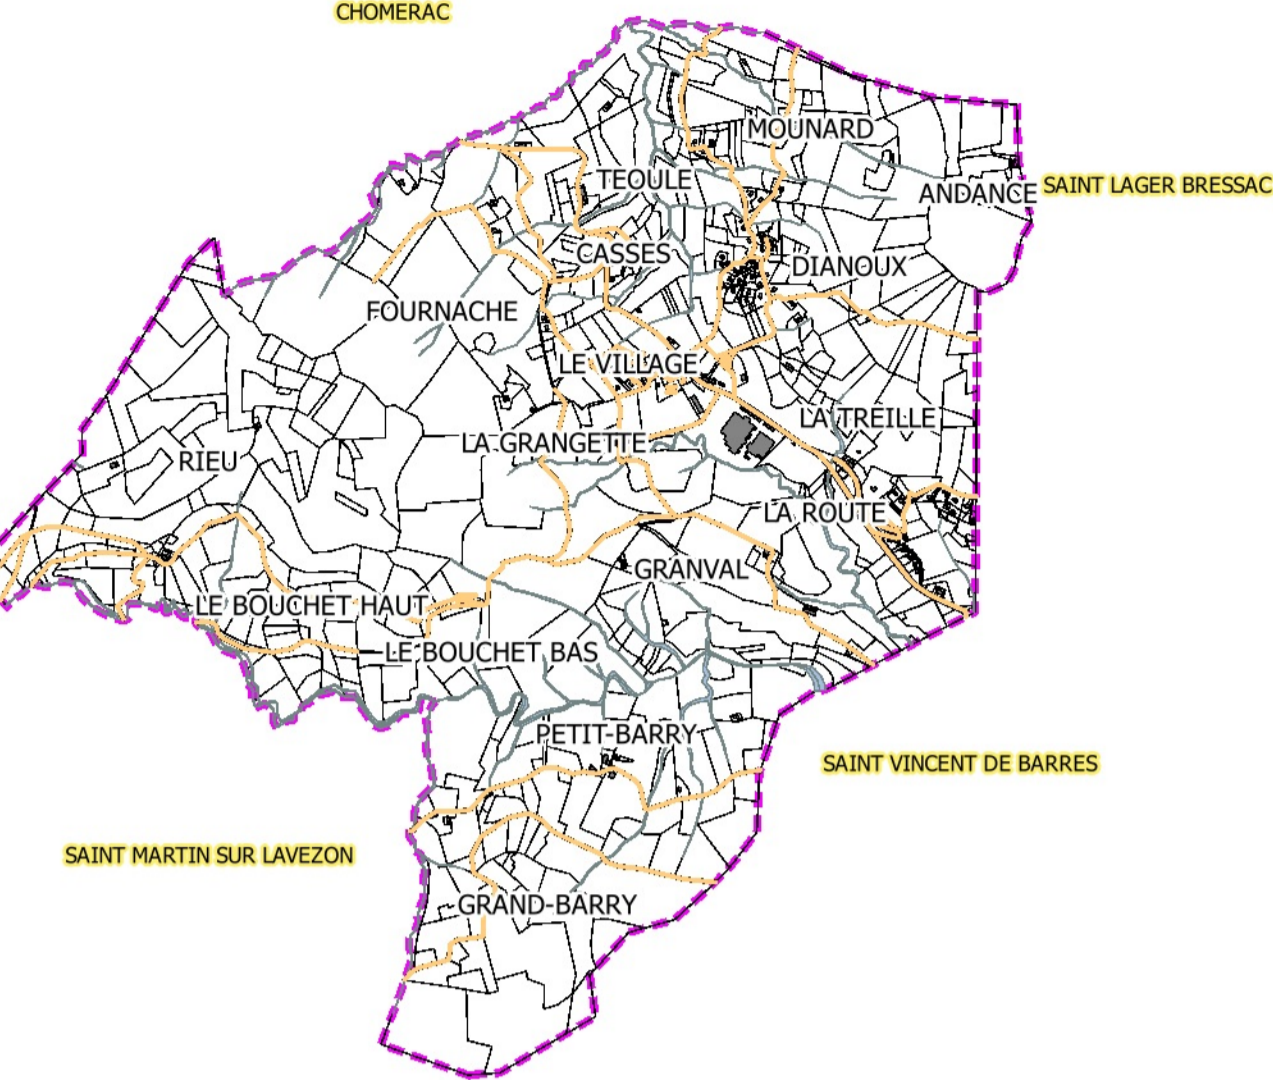 CHOMERAC
MOUNARD
TEOULE
ANDANCE
SAINT LAGER BRESSAC
CASSES
DIANOUX
FOURNACHE
LE VILLAGE
LA TREILLE
LA GRANGETTE
RIEU
LA ROUTE
GRANVAL
LE BOUCHET HAUT
LE BOUCHET BAS
PETIT-BARRY
SAINT VINCENT DE BARRES
SAINT MARTIN SUR LAVEZON
GRAND-BARRY